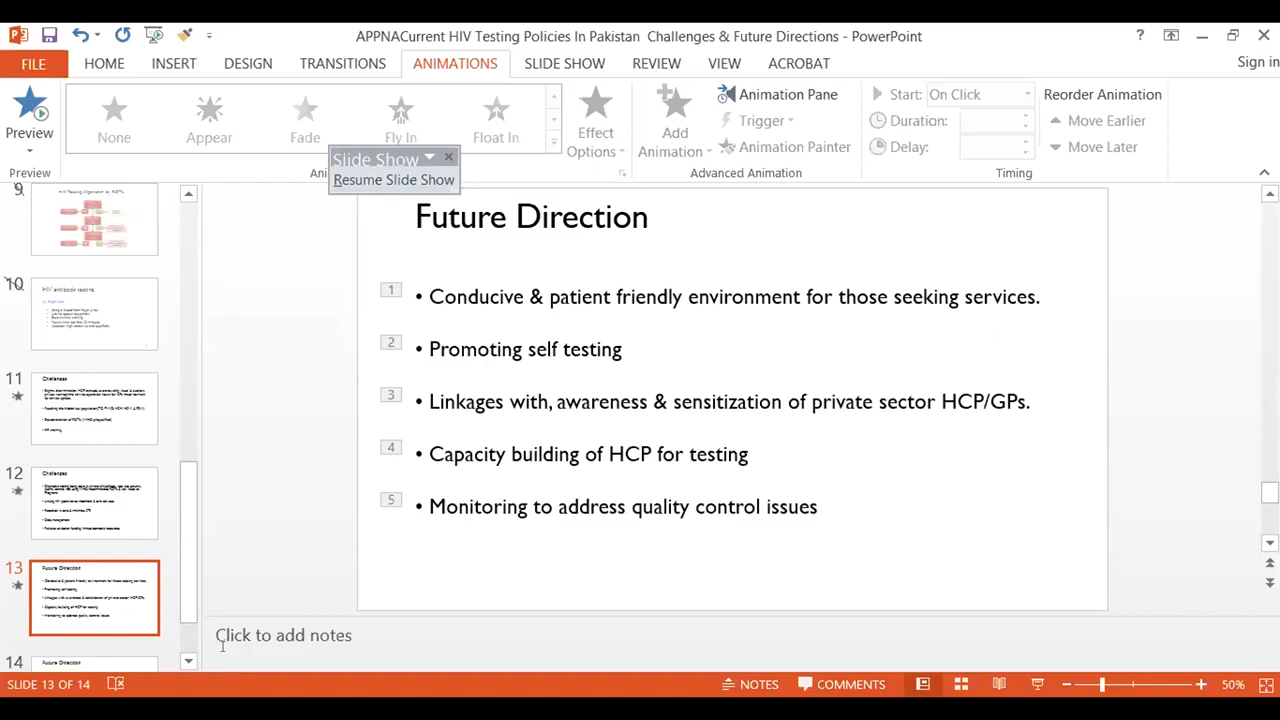 APPNACurrent HIV Testing Policies In Pakistan Challenges & Future Directions - PowerPoint
?
Sign in
FILE HOME INSERT DESIGN TRANSITIONS ANIMATIONS SLIDE SHOW REVIEW VIEW ACROBAT
Preview
Preview
None Appear Fade Fly In Float In
Effect
Options
Add
Animation
Animation Pane
Trigger
Animation Painter
Advanced Animation
Start: On Click
Duration:
Delay:
Timing
Reorder Animation
Move Earlier
Move Later
Slide Show
Resume Slide Show
9
10
HIV antibody testing
11
Challenges
12
Challenges
13
Future Direction
14
Future Direction
Future Direction
1 • Conducive & patient friendly environment for those seeking services.
2 • Promoting self testing
3 • Linkages with, awareness & sensitization of private sector HCP/GPs.
4 • Capacity building of HCP for testing
5 • Monitoring to address quality control issues
Click to add notes
SLIDE 13 OF 14
NOTES COMMENTS 50%